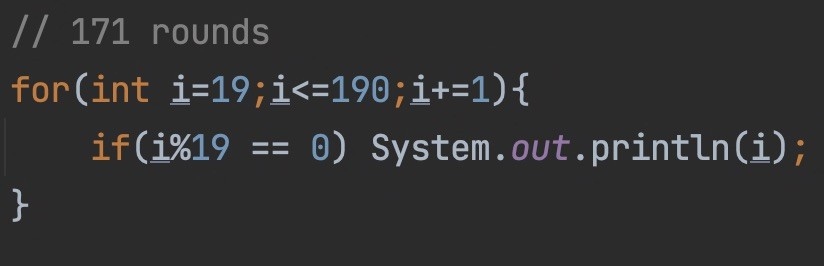 // 171 rounds
for(int i=19;i<=190;i+=1){
    if(i%19 == 0) System.out.println(i);
}